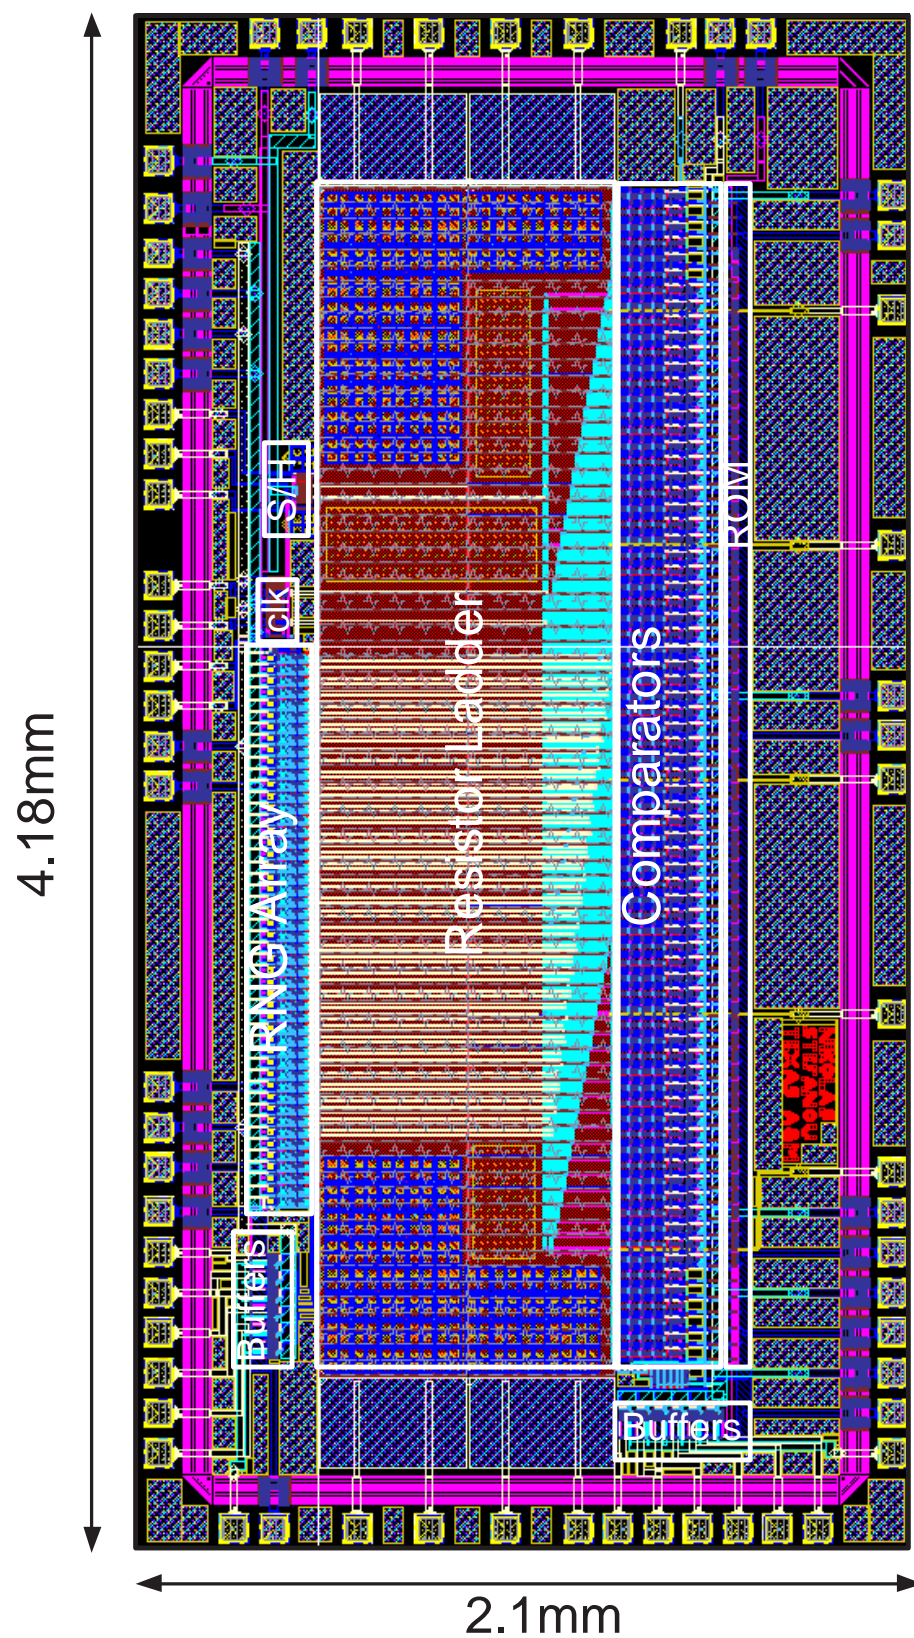 S/H
clk
RNG Array
Resistor Ladder
Comparators
ROM
Buffers
Buffers
4.18mm
2.1mm